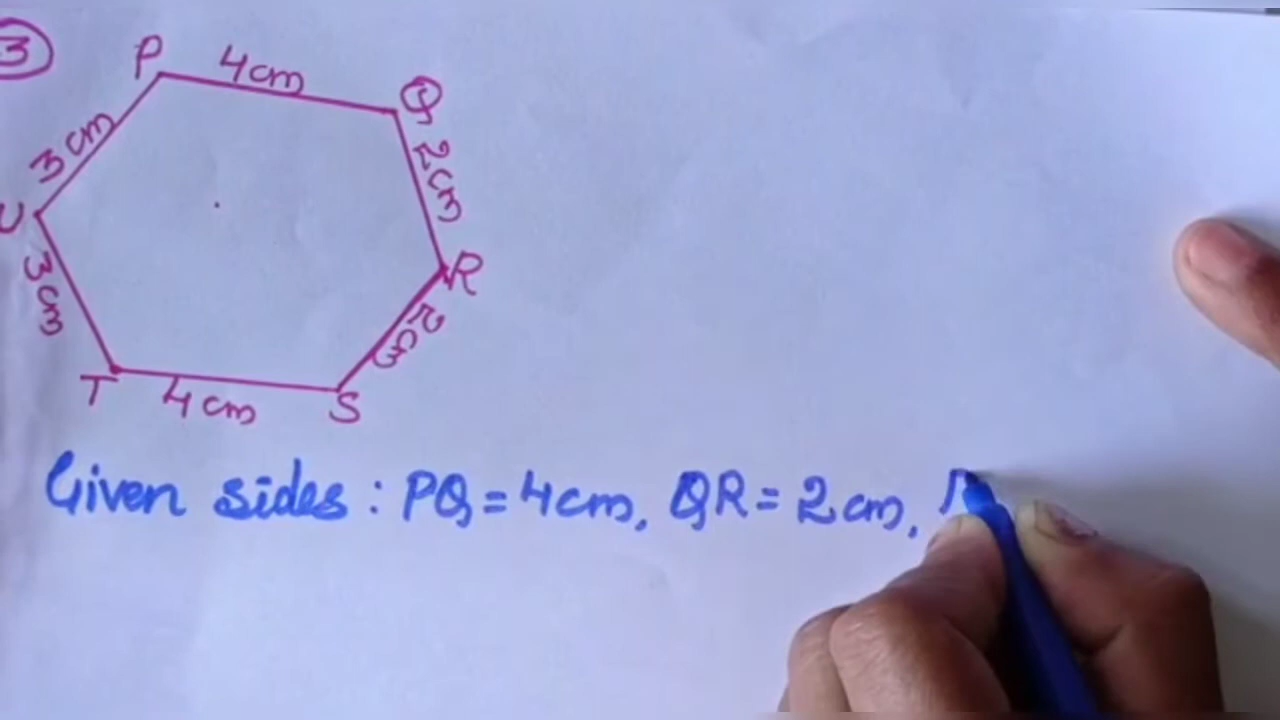 3
P 4cm Q
3cm 2cm
U R
3cm 2cm
T 4cm S
Given sides : PQ = 4cm, QR = 2cm,